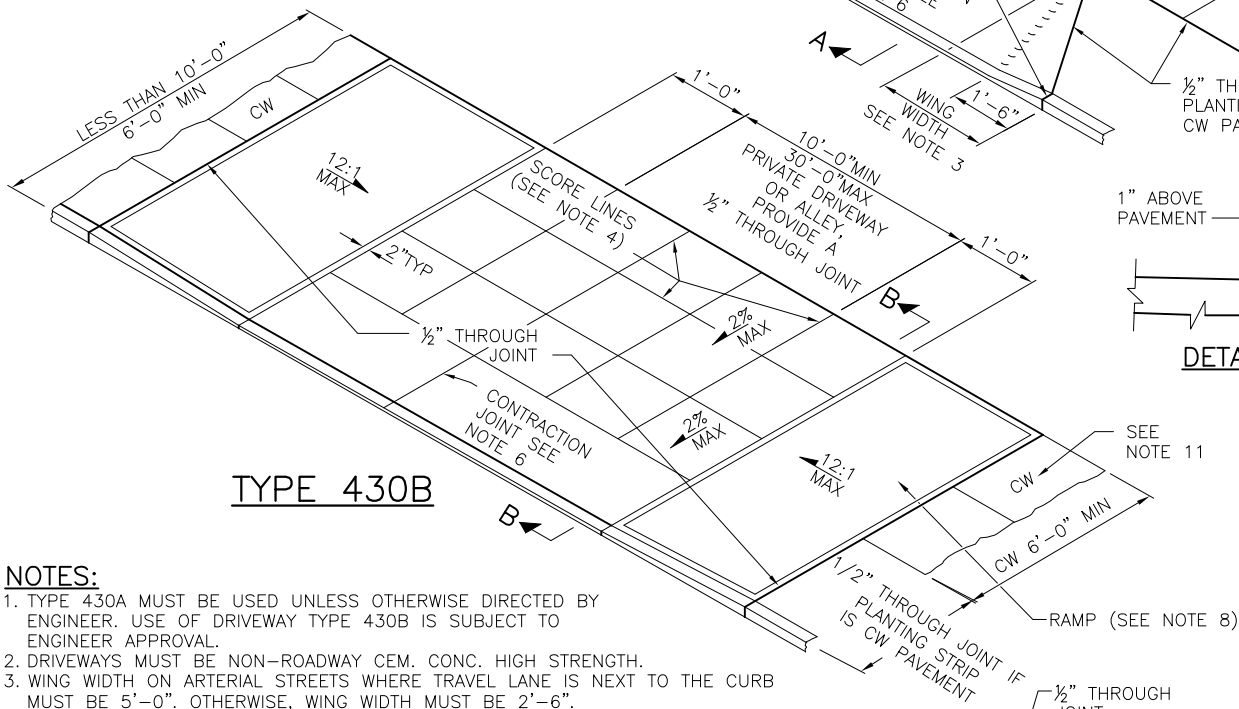 LESS THAN 10'-0"
6'-0" MIN
CW
12:1
MAX
2"TYP
SCORE LINES
(SEE NOTE 4)
1'-0"
10'-0"MIN
30'-0"MAX
PRIVATE DRIVEWAY
OR ALLEY,
PROVIDE A
½" THROUGH JOINT
1'-0"
A
WING
WIDTH
SEE NOTE 3
1'-6"
6
½" TH
PLANTI
CW PA
1" ABOVE
PAVEMENT
DETA
B
2%
MAX
2%
MAX
½" THROUGH
JOINT
CONTRACTION
JOINT SEE
NOTE 6
12:1
MAX
SEE
NOTE 11
CW
CW 6'-0" MIN
TYPE 430B
B
1/2" THROUGH JOINT IF
PLANTING STRIP
IS CW PAVEMENT
RAMP (SEE NOTE 8)
½" THROUGH
NOTES:
1. TYPE 430A MUST BE USED UNLESS OTHERWISE DIRECTED BY
ENGINEER. USE OF DRIVEWAY TYPE 430B IS SUBJECT TO
ENGINEER APPROVAL.
2. DRIVEWAYS MUST BE NON-ROADWAY CEM. CONC. HIGH STRENGTH.
3. WING WIDTH ON ARTERIAL STREETS WHERE TRAVEL LANE IS NEXT TO THE CURB
MUST BE 5'-0". OTHERWISE, WING WIDTH MUST BE 2'-6".